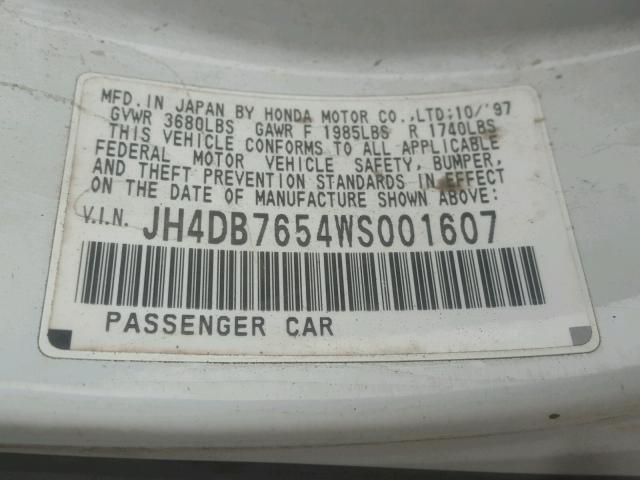 MFD. IN JAPAN BY HONDA MOTOR CO.,LTD:10/'97
GVWR 3680LBS GAWR F 1985LBS R 1740LBS
THIS VEHICLE CONFORMS TO ALL APPLICABLE
FEDERAL MOTOR VEHICLE SAFETY, BUMPER,
AND THEFT PREVENTION STANDARDS IN EFFECT
ON THE DATE OF MANUFACTURE SHOWN ABOVE:
V.I.N. JH4DB7654WS001607
PASSENGER CAR